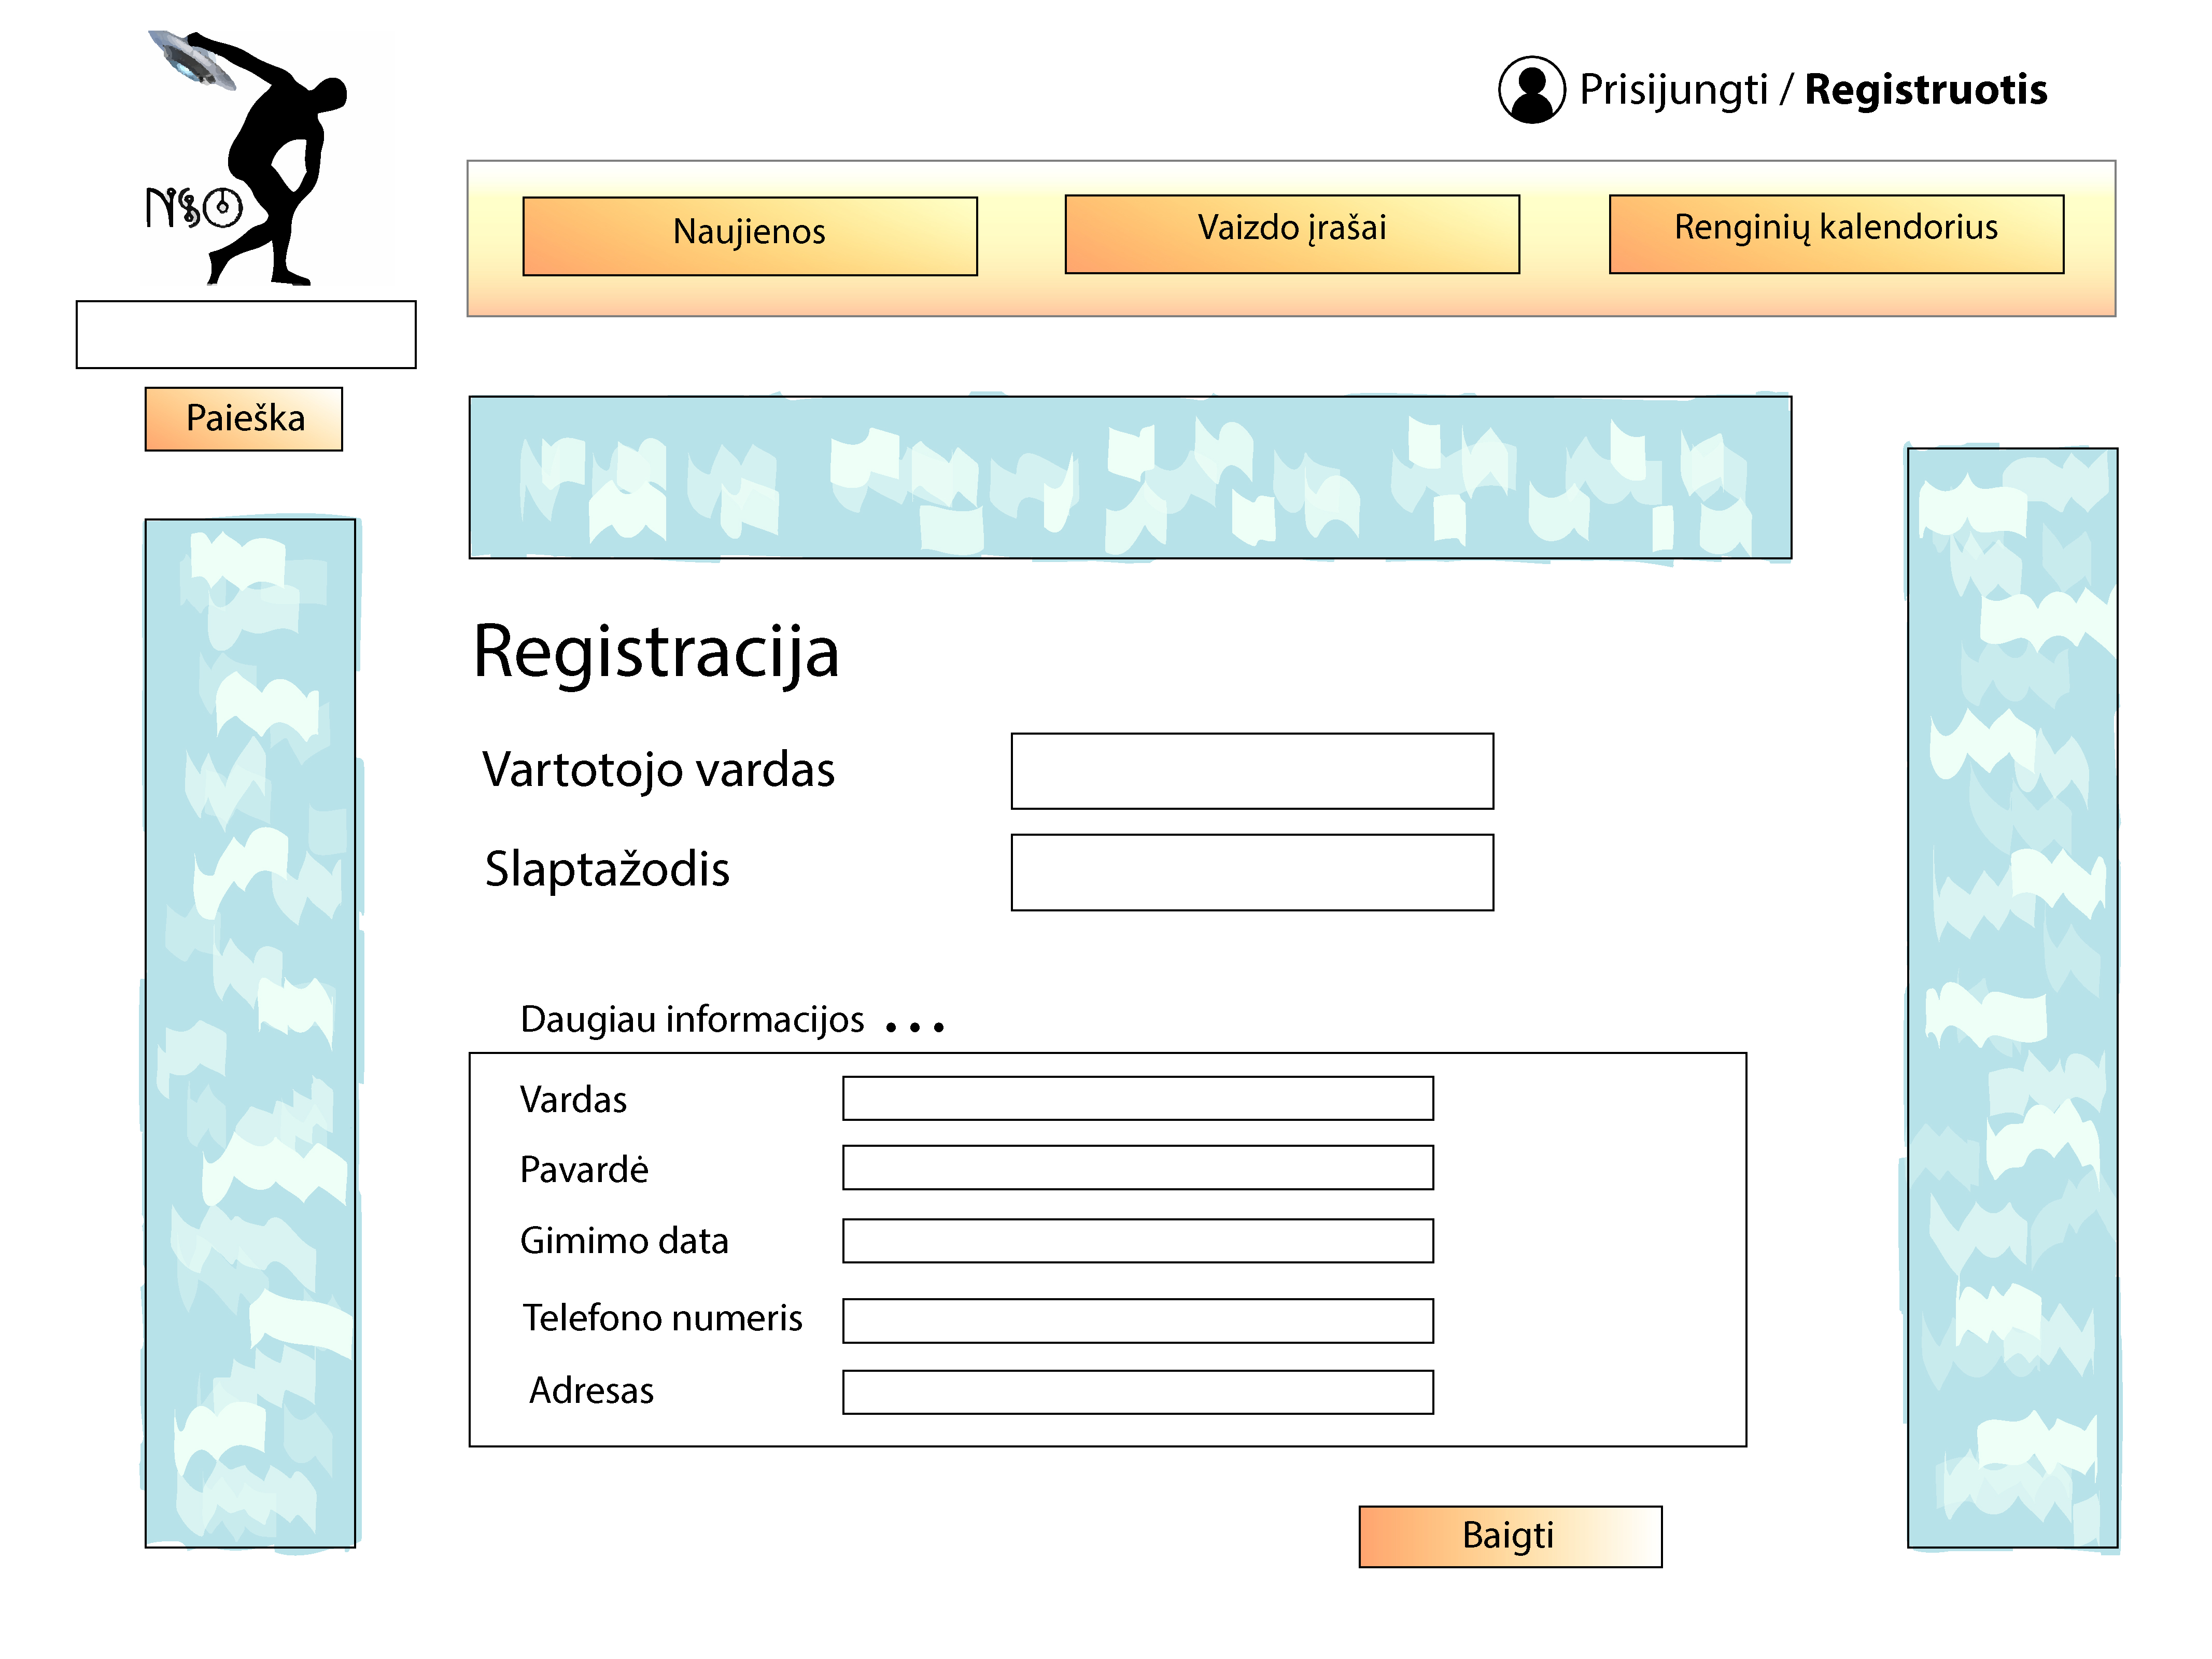 NSO
Prisijungti / Registruotis
Naujienos
Vaizdo įrašai
Renginių kalendorius
Paieška
Registracija
Vartotojo vardas
Slaptažodis
Daugiau informacijos ...
Vardas
Pavardė
Gimimo data
Telefono numeris
Adresas
Baigti